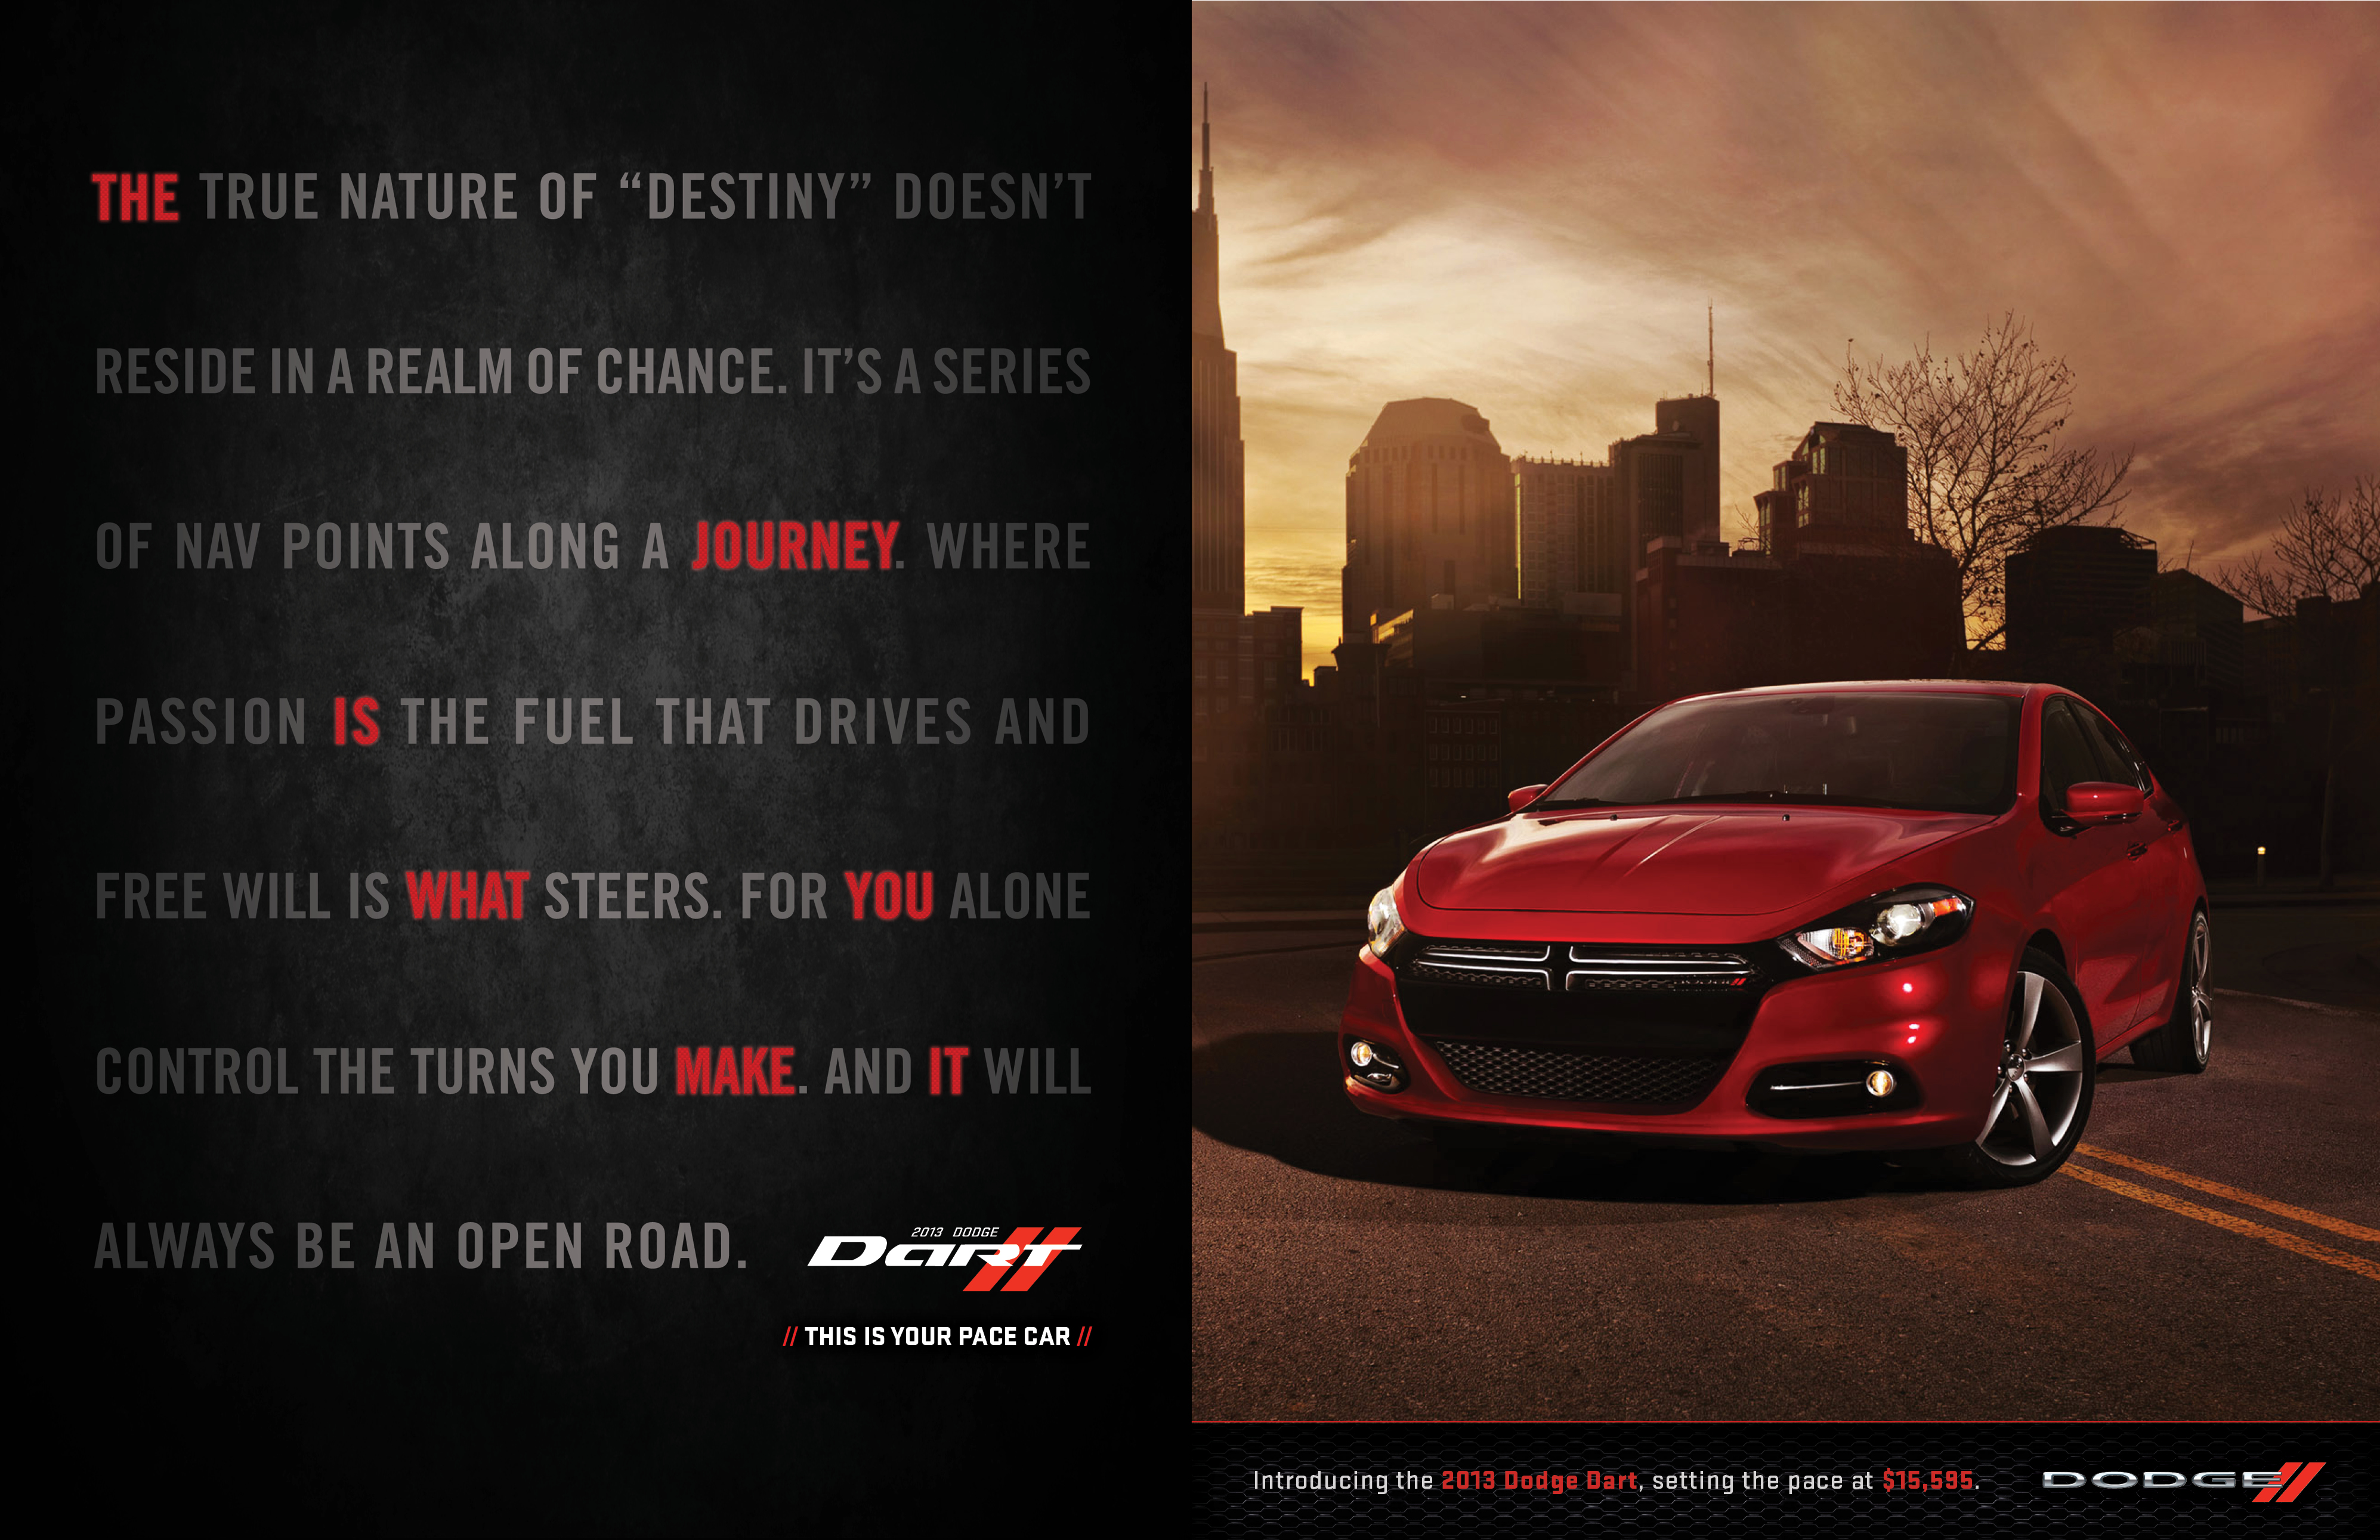 THE TRUE NATURE OF “DESTINY” DOESN’T
RESIDE IN A REALM OF CHANCE. IT’S A SERIES
OF NAV POINTS ALONG A JOURNEY. WHERE
PASSION IS THE FUEL THAT DRIVES AND
FREE WILL IS WHAT STEERS. FOR YOU ALONE
CONTROL THE TURNS YOU MAKE. AND IT WILL
ALWAYS BE AN OPEN ROAD.
2013 DODGE
Dart
// THIS IS YOUR PACE CAR //
DODGE
Introducing the 2013 Dodge Dart, setting the pace at $15,595.
DODGE